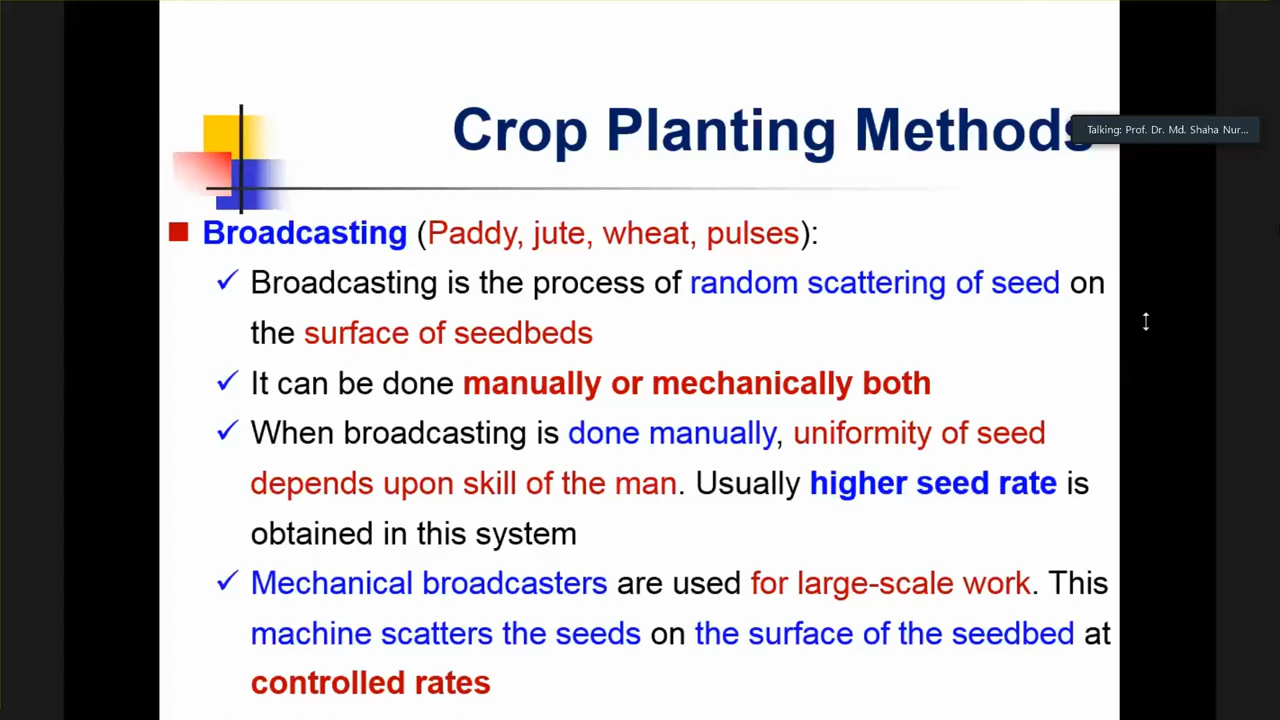 Crop Planting Methods
Talking: Prof. Dr. Md. Shaha Nur...
Broadcasting (Paddy, jute, wheat, pulses):
Broadcasting is the process of random scattering of seed on
the surface of seedbeds
It can be done manually or mechanically both
When broadcasting is done manually, uniformity of seed
depends upon skill of the man. Usually higher seed rate is
obtained in this system
Mechanical broadcasters are used for large-scale work. This
machine scatters the seeds on the surface of the seedbed at
controlled rates